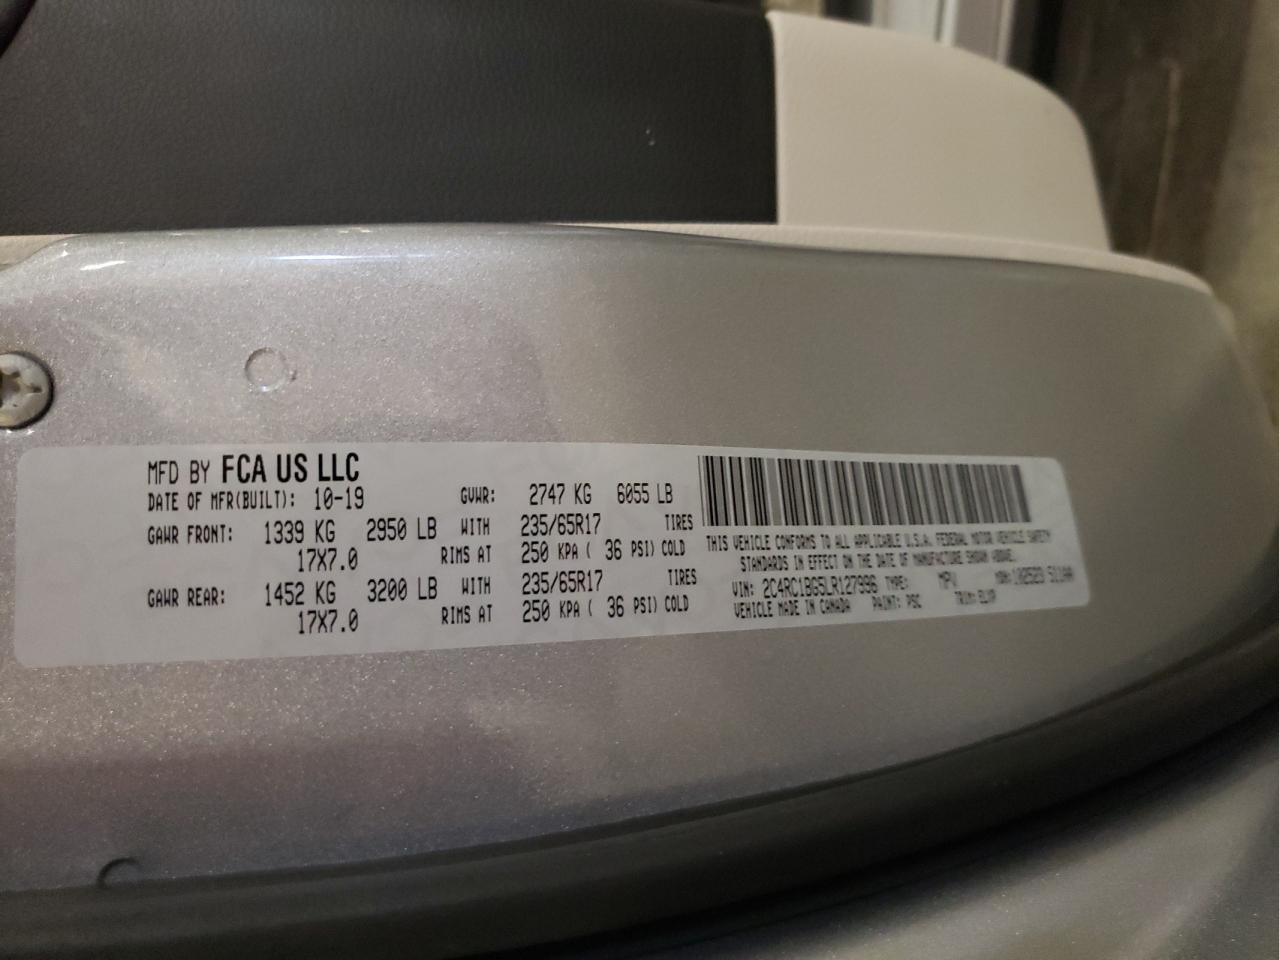 MFD BY FCA US LLC
DATE OF MFR(BUILT): 10-19 GVWR: 2747 KG 6055 LB
GAWR FRONT: 1339 KG 2950 LB WITH 235/65R17 TIRES
17X7.0 RIMS AT 250 KPA ( 36 PSI) COLD
GAWR REAR: 1452 KG 3200 LB WITH 235/65R17 TIRES
17X7.0 RIMS AT 250 KPA ( 36 PSI) COLD
THIS VEHICLE CONFORMS TO ALL APPLICABLE U.S.A. FEDERAL MOTOR VEHICLE SAFETY
STANDARDS IN EFFECT ON THE DATE OF MANUFACTURE SHOWN ABOVE.
VIN: 2C4RC1BG5LR127996 TYPE: MPV MDH:
VEHICLE MADE IN CANADA PAINT: PSC TRIM: